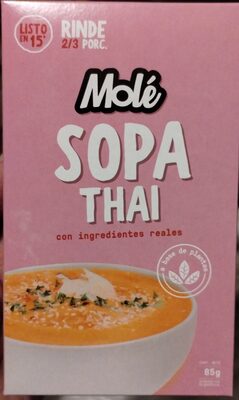 LISTO
EN 15'
RINDE
2/3 PORC.
Molé
SOPA
THAI
con ingredientes reales
a base de plantas
85g